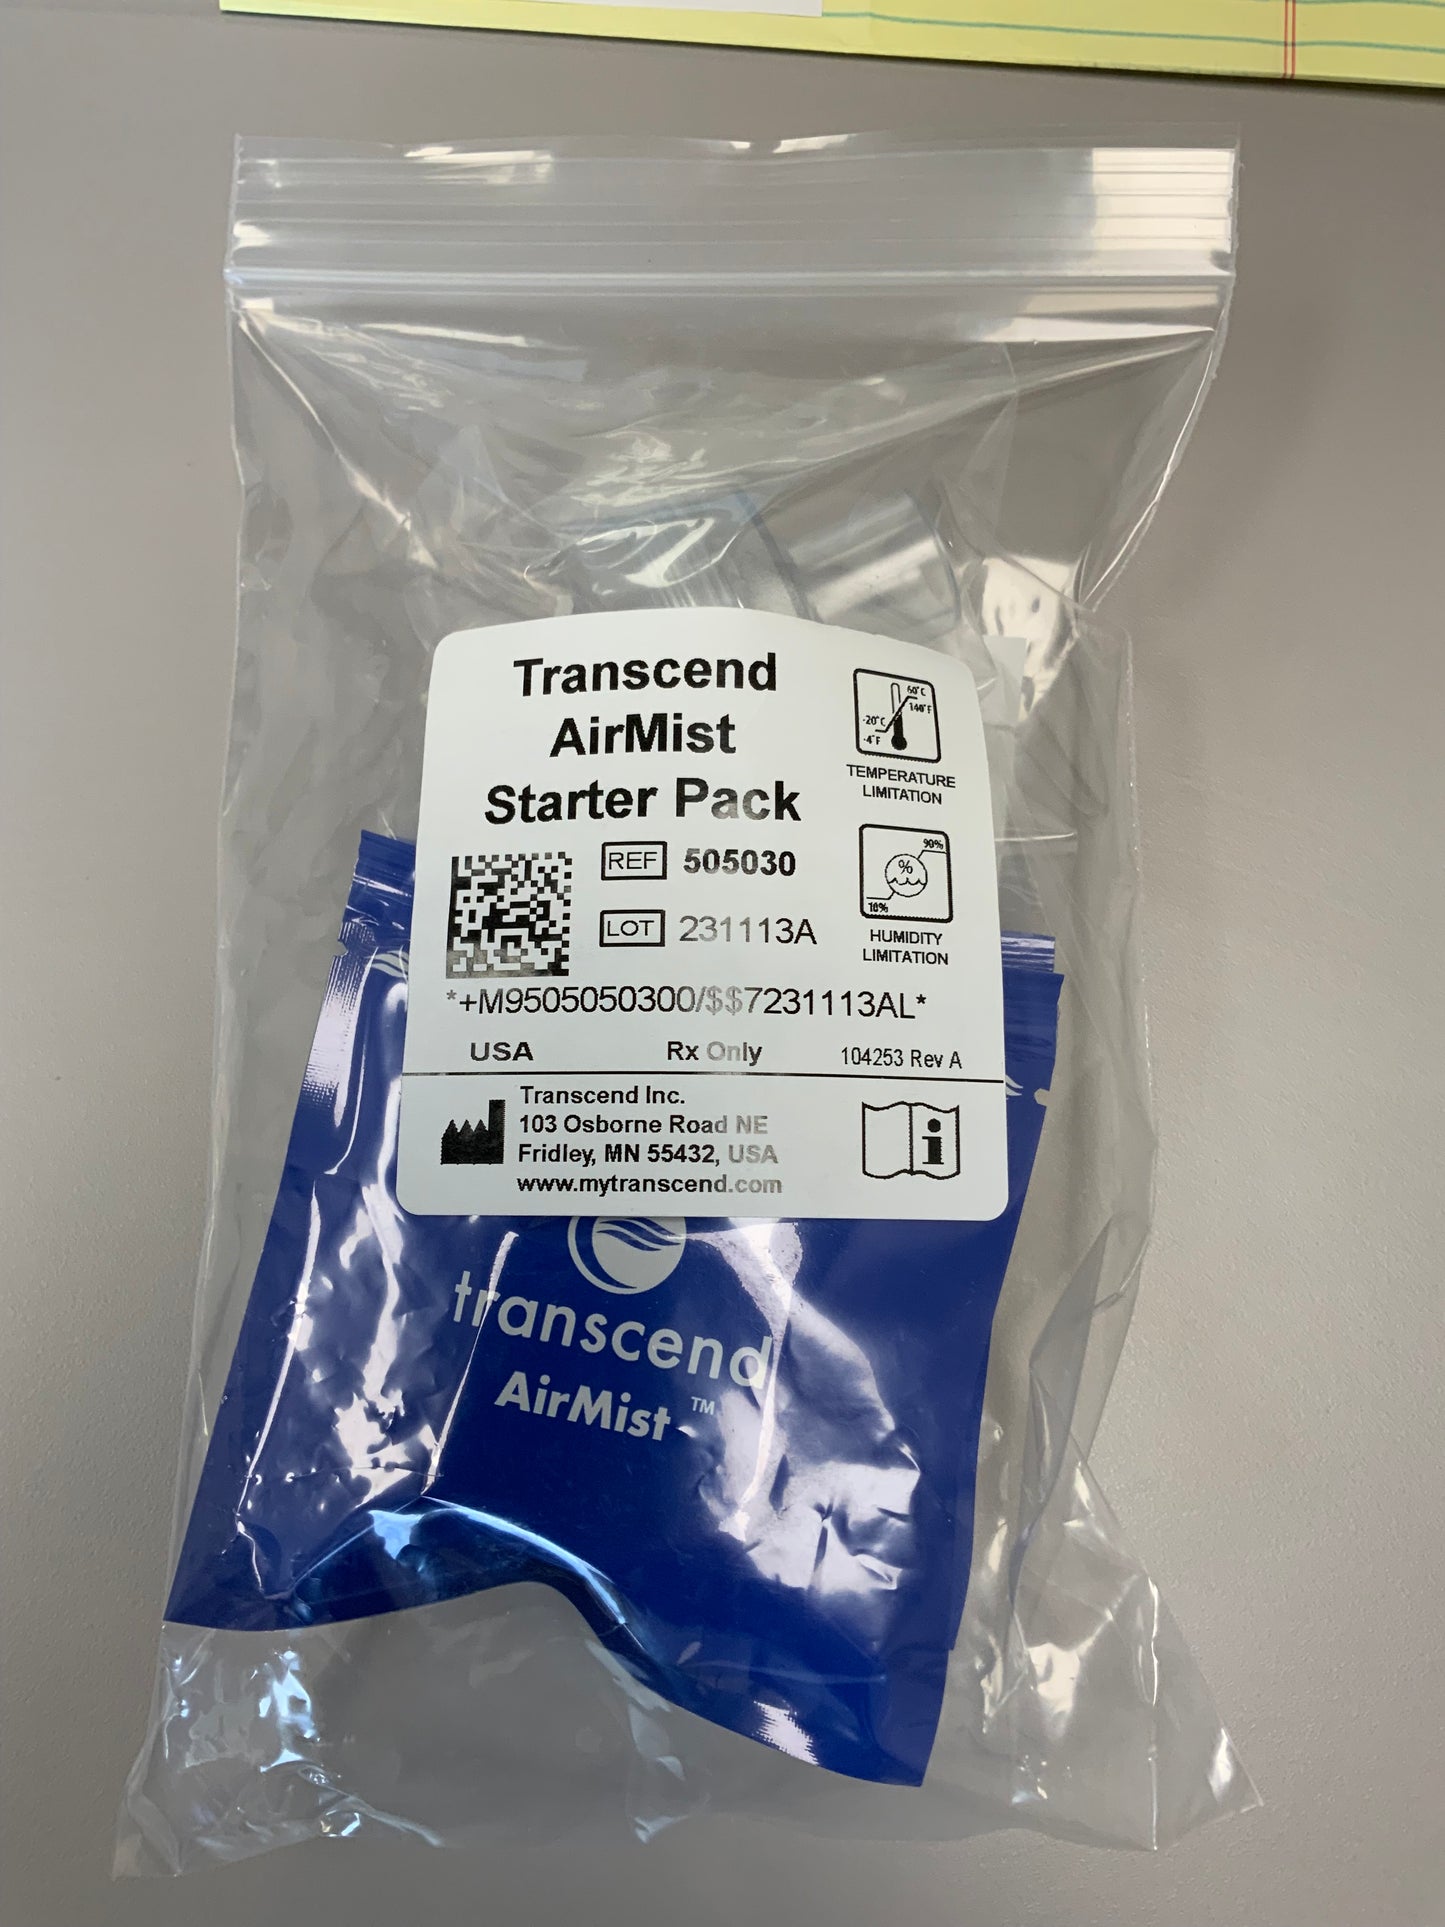 Transcend
AirMist
Starter Pack
REF 505030
LOT 231113A
60°C
140°F
-20°C
-4°F
TEMPERATURE
LIMITATION
90%
%
10%
HUMIDITY
LIMITATION
*+M9505050300/$$7231113AL*
USA Rx Only 104253 Rev A
Transcend Inc.
103 Osborne Road NE
Fridley, MN 55432, USA
www.mytranscend.com
i
transcend
AirMist ™